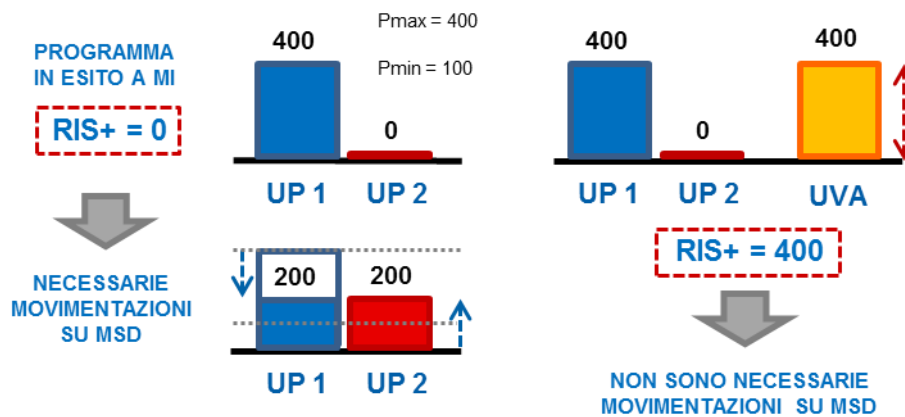 PROGRAMMA
IN ESITO A MI
RIS+ = 0
NECESSARIE
MOVIMENTAZIONI
SU MSD
400
Pmax = 400
Pmin = 100
0
UP 1
UP 2
200
200
UP 1
UP 2
400
0
400
UP 1
UP 2
UVA
RIS+ = 400
NON SONO NECESSARIE
MOVIMENTAZIONI SU MSD